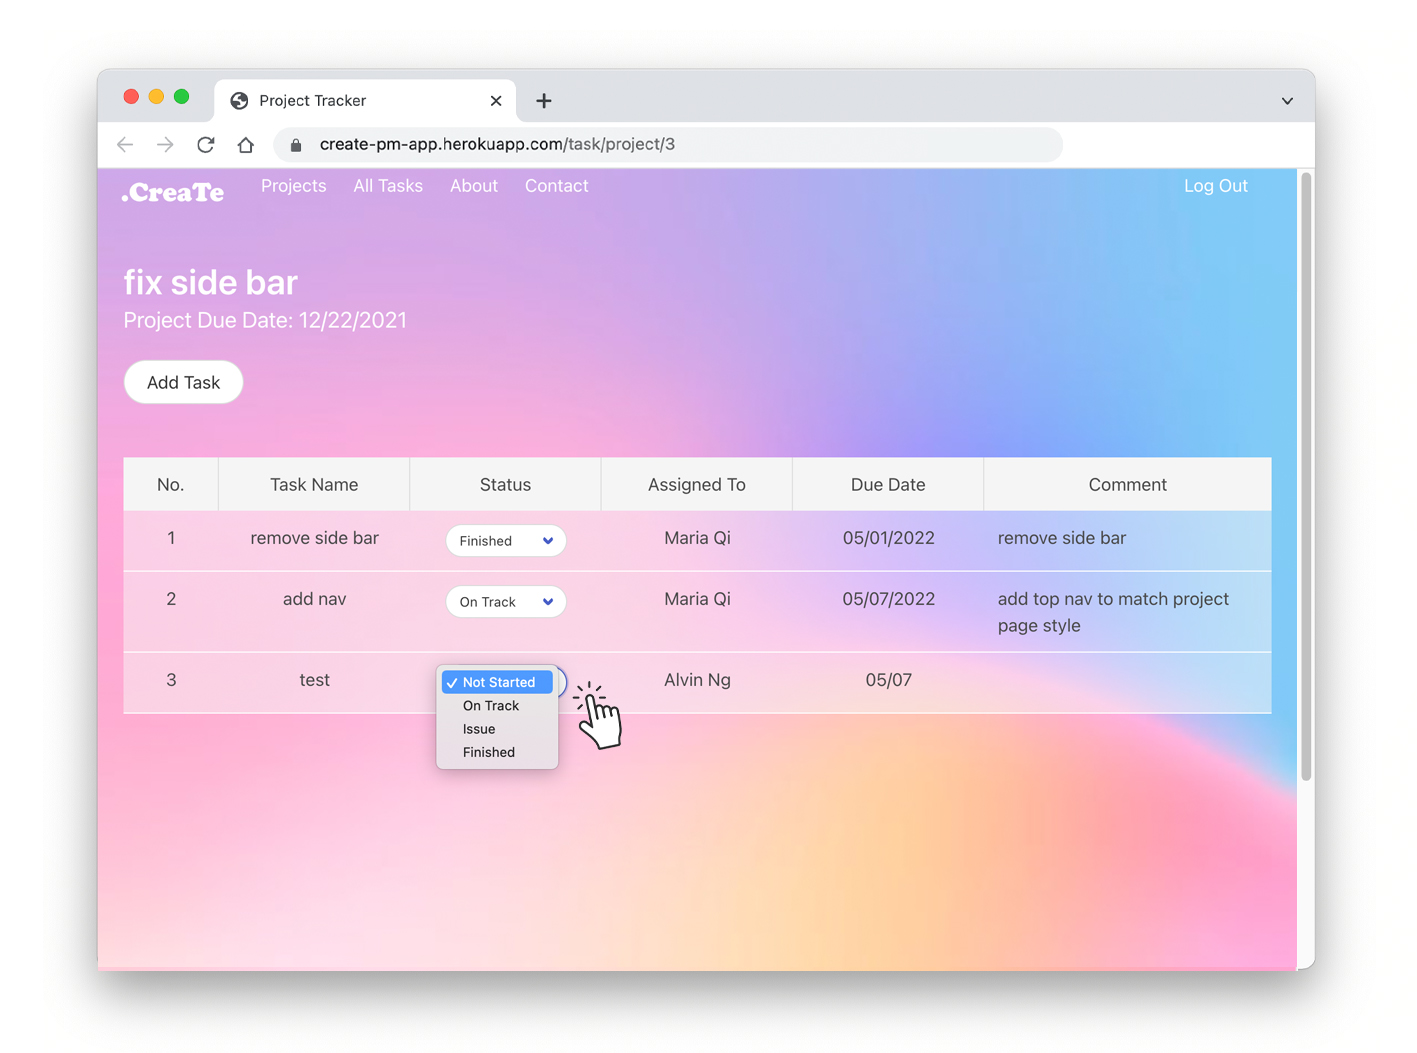 Project Tracker
create-pm-app.herokuapp.com/task/project/3
.CreaTe Projects All Tasks About Contact Log Out
fix side bar
Project Due Date: 12/22/2021
Add Task
No. Task Name Status Assigned To Due Date Comment
1 remove side bar Finished Maria Qi 05/01/2022 remove side bar
2 add nav On Track Maria Qi 05/07/2022 add top nav to match project
page style
3 test Not Started Alvin Ng 05/07
On Track
Issue
Finished